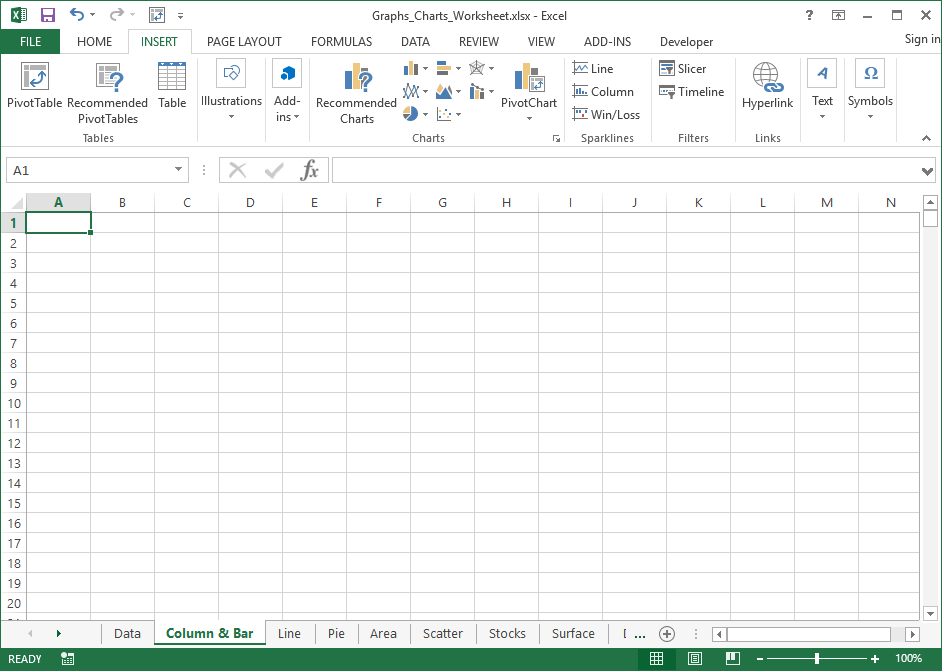 Graphs_Charts_Worksheet.xlsx - Excel
?
FILE HOME INSERT PAGE LAYOUT FORMULAS DATA REVIEW VIEW ADD-INS Developer Sign in
PivotTable Recommended PivotTables Table
Tables
Illustrations
Add-ins
Recommended Charts
PivotChart
Charts
Line
Column
Win/Loss
Sparklines
Slicer
Timeline
Filters
Hyperlink
Links
A
Text
Ω
Symbols
A1
fx
A B C D E F G H I J K L M N
1
2
3
4
5
6
7
8
9
10
11
12
13
14
15
16
17
18
19
20
Data Column & Bar Line Pie Area Scatter Stocks Surface ...
READY
100%